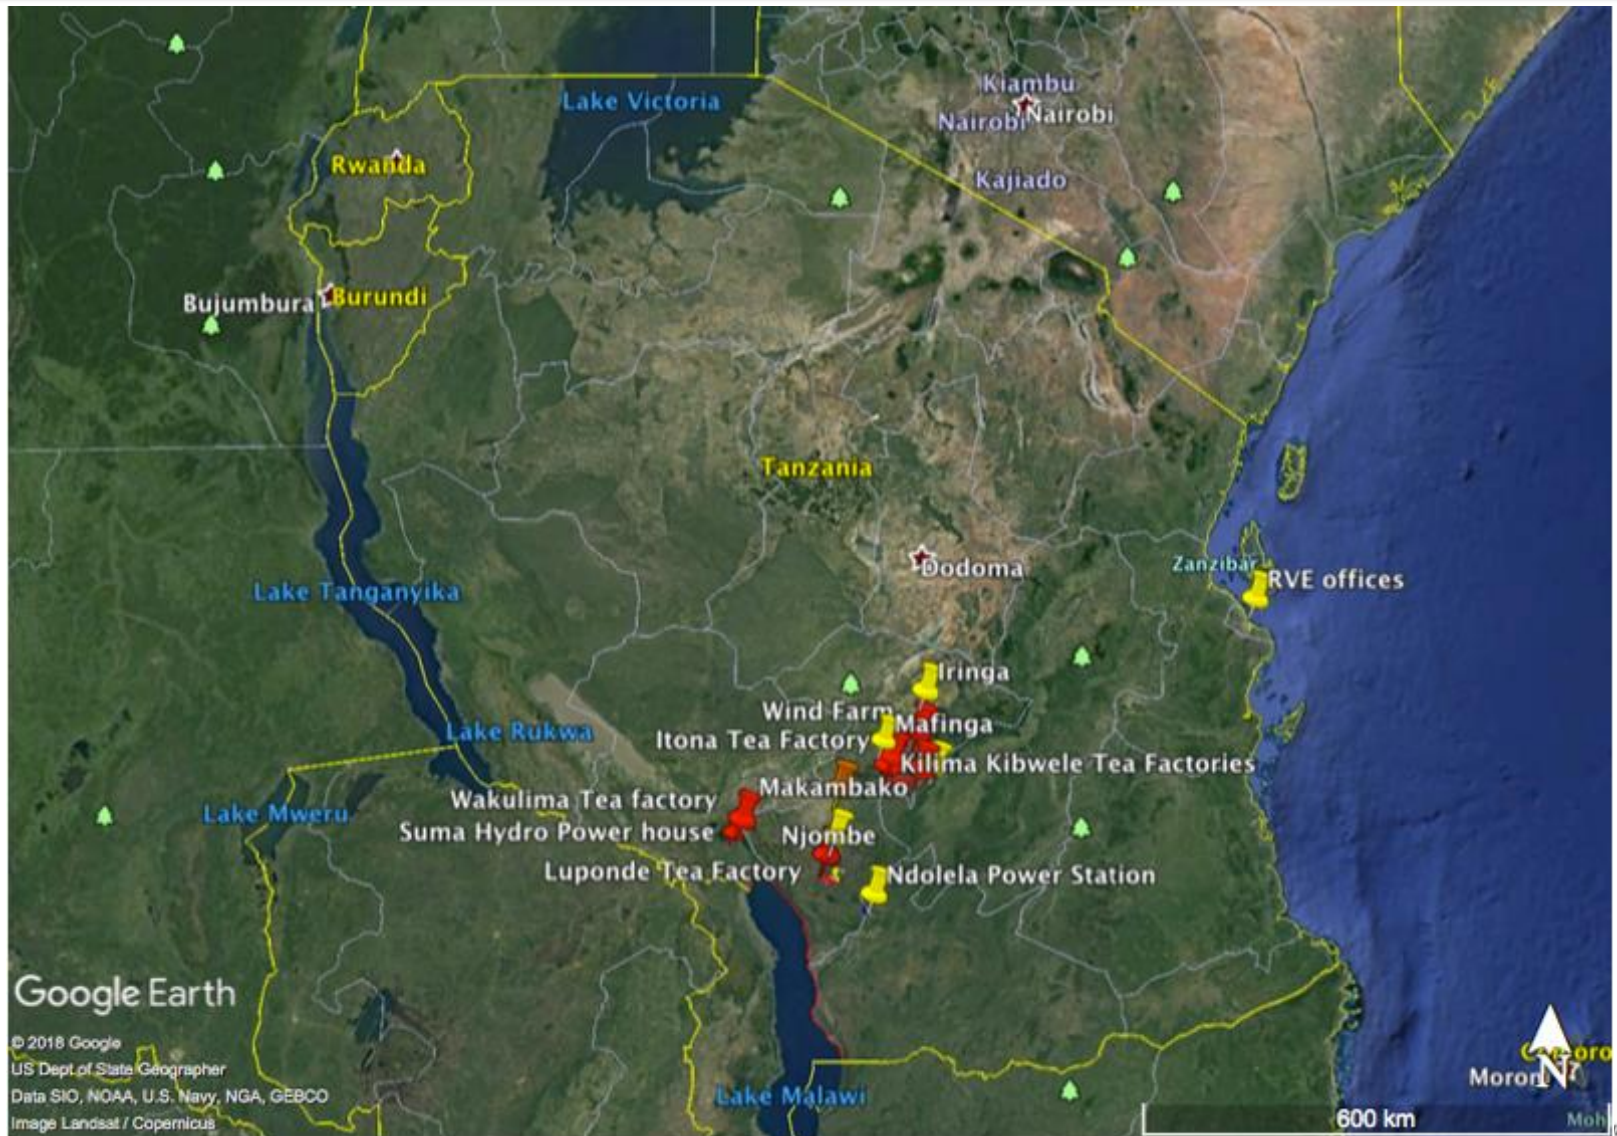 Kiambu
Nairobi
Nairobi
Lake Victoria
Rwanda
Kajiado
Bujumbura
Burundi
Tanzania
Dodoma
Zanzibar
RVE offices
Lake Tanganyika
Iringa
Wind Farm
Mafinga
Lake Rukwa
Itona Tea Factory
Kilima Kibwele Tea Factories
Makambako
Wakulima Tea factory
Lake Mweru
Suma Hydro Power house
Njombe
Luponde Tea Factory
Ndolela Power Station
Google Earth
© 2018 Google
US Dept of State Geographer
Data SIO, NOAA, U.S. Navy, NGA, GEBCO
Image Landsat / Copernicus
N
Moroni
Lake Malawi
600 km
Moh